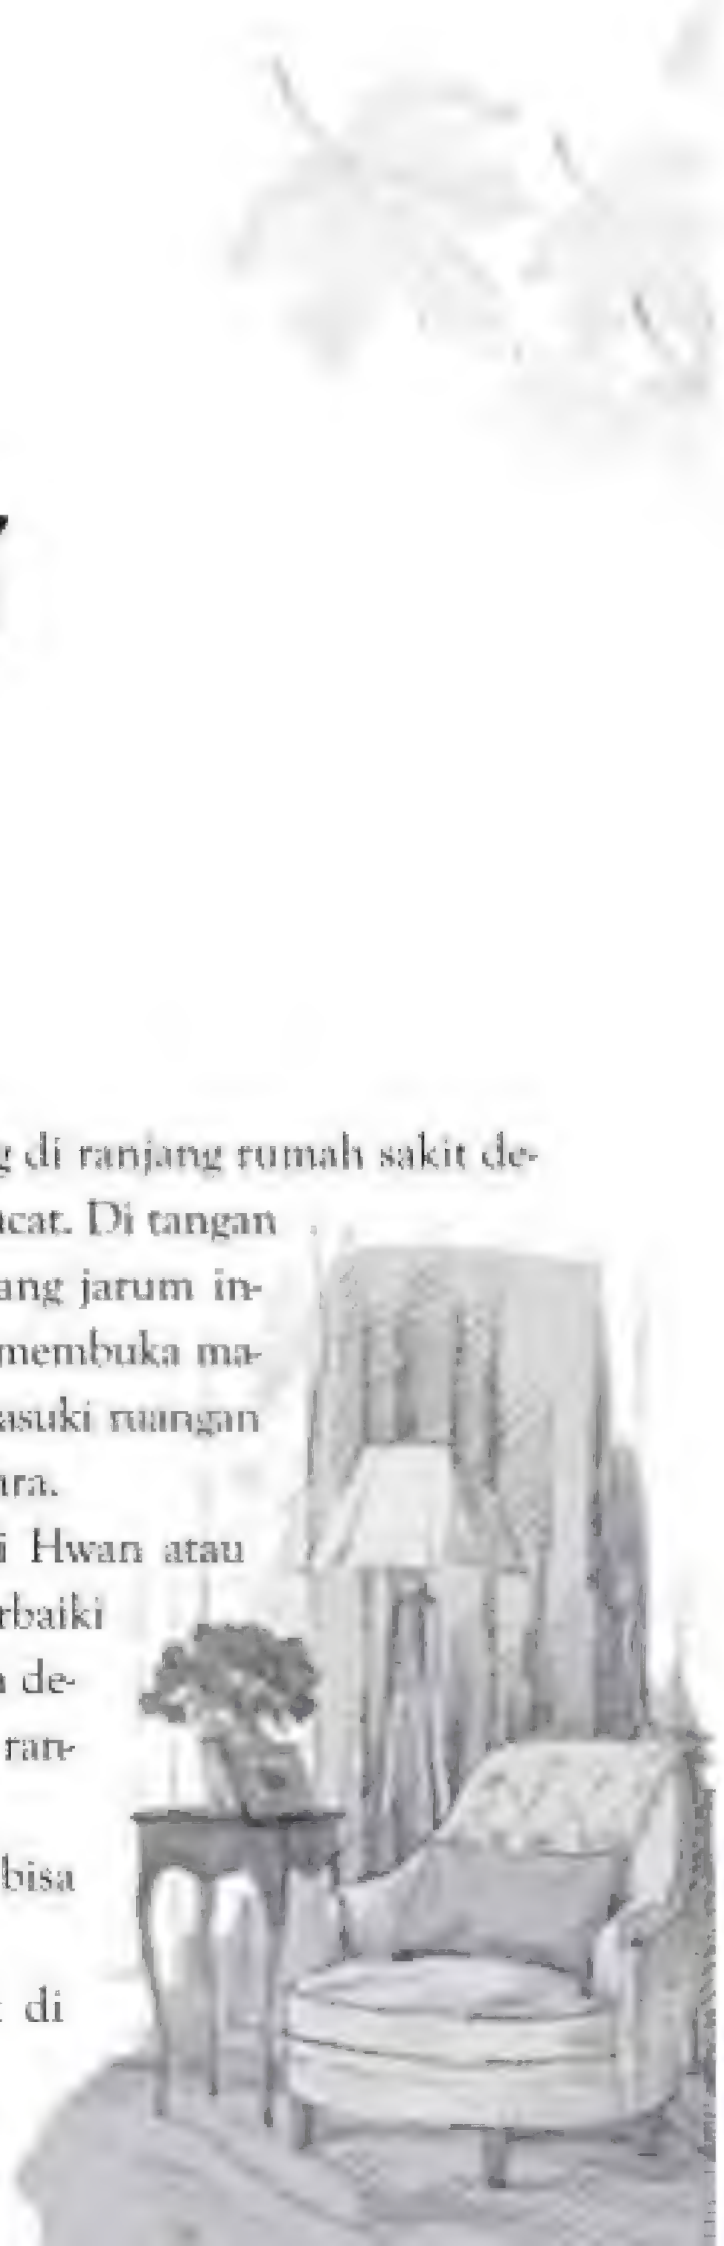 g di ranjang rumah sakit de-
cat. Di tangan
ang jarum in-
membuka ma-
asuki ruangan
ara.
i Hwan atau
rbaiki
n de-
ran-
bisa
di